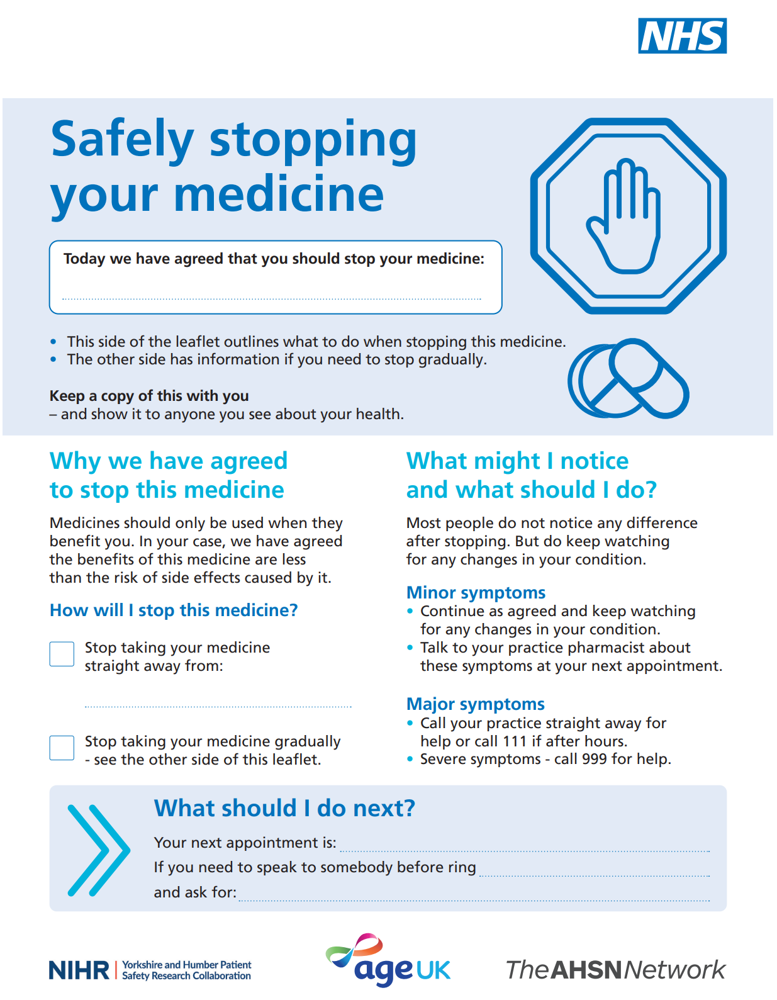 NHS
Safely stopping
your medicine
Today we have agreed that you should stop your medicine:
• This side of the leaflet outlines what to do when stopping this medicine.
• The other side has information if you need to stop gradually.
Keep a copy of this with you
– and show it to anyone you see about your health.
Why we have agreed
to stop this medicine
Medicines should only be used when they
benefit you. In your case, we have agreed
the benefits of this medicine are less
than the risk of side effects caused by it.
How will I stop this medicine?
Stop taking your medicine
straight away from:
Stop taking your medicine gradually
- see the other side of this leaflet.
What might I notice
and what should I do?
Most people do not notice any difference
after stopping. But do keep watching
for any changes in your condition.
Minor symptoms
• Continue as agreed and keep watching
for any changes in your condition.
• Talk to your practice pharmacist about
these symptoms at your next appointment.
Major symptoms
• Call your practice straight away for
help or call 111 if after hours.
• Severe symptoms - call 999 for help.
What should I do next?
Your next appointment is:
If you need to speak to somebody before ring
and ask for:
NIHR | Yorkshire and Humber Patient
Safety Research Collaboration
age UK
TheAHSNNetwork